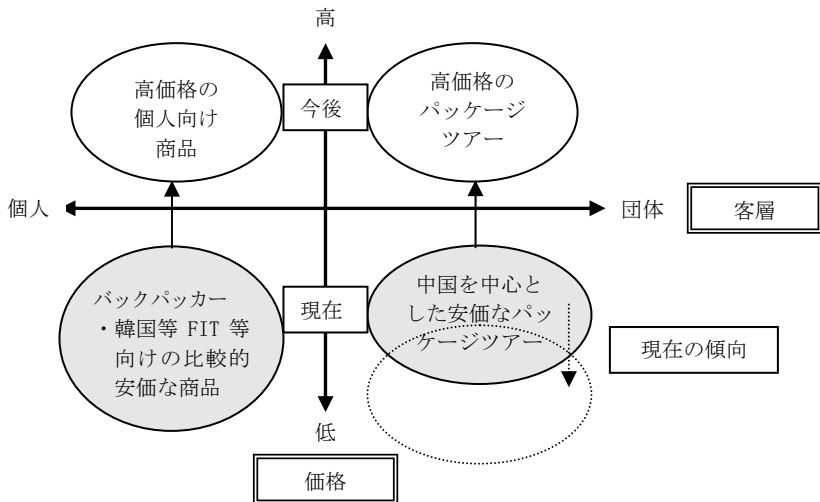 高
高価格の
個人向け
商品
今後
高価格の
パッケージ
ツアー
個人
団体
客層
バックパッカー
・韓国等 FIT 等
向けの比較的
安価な商品
現在
中国を中心と
した安価なパッ
ケージツアー
現在の傾向
低
価格